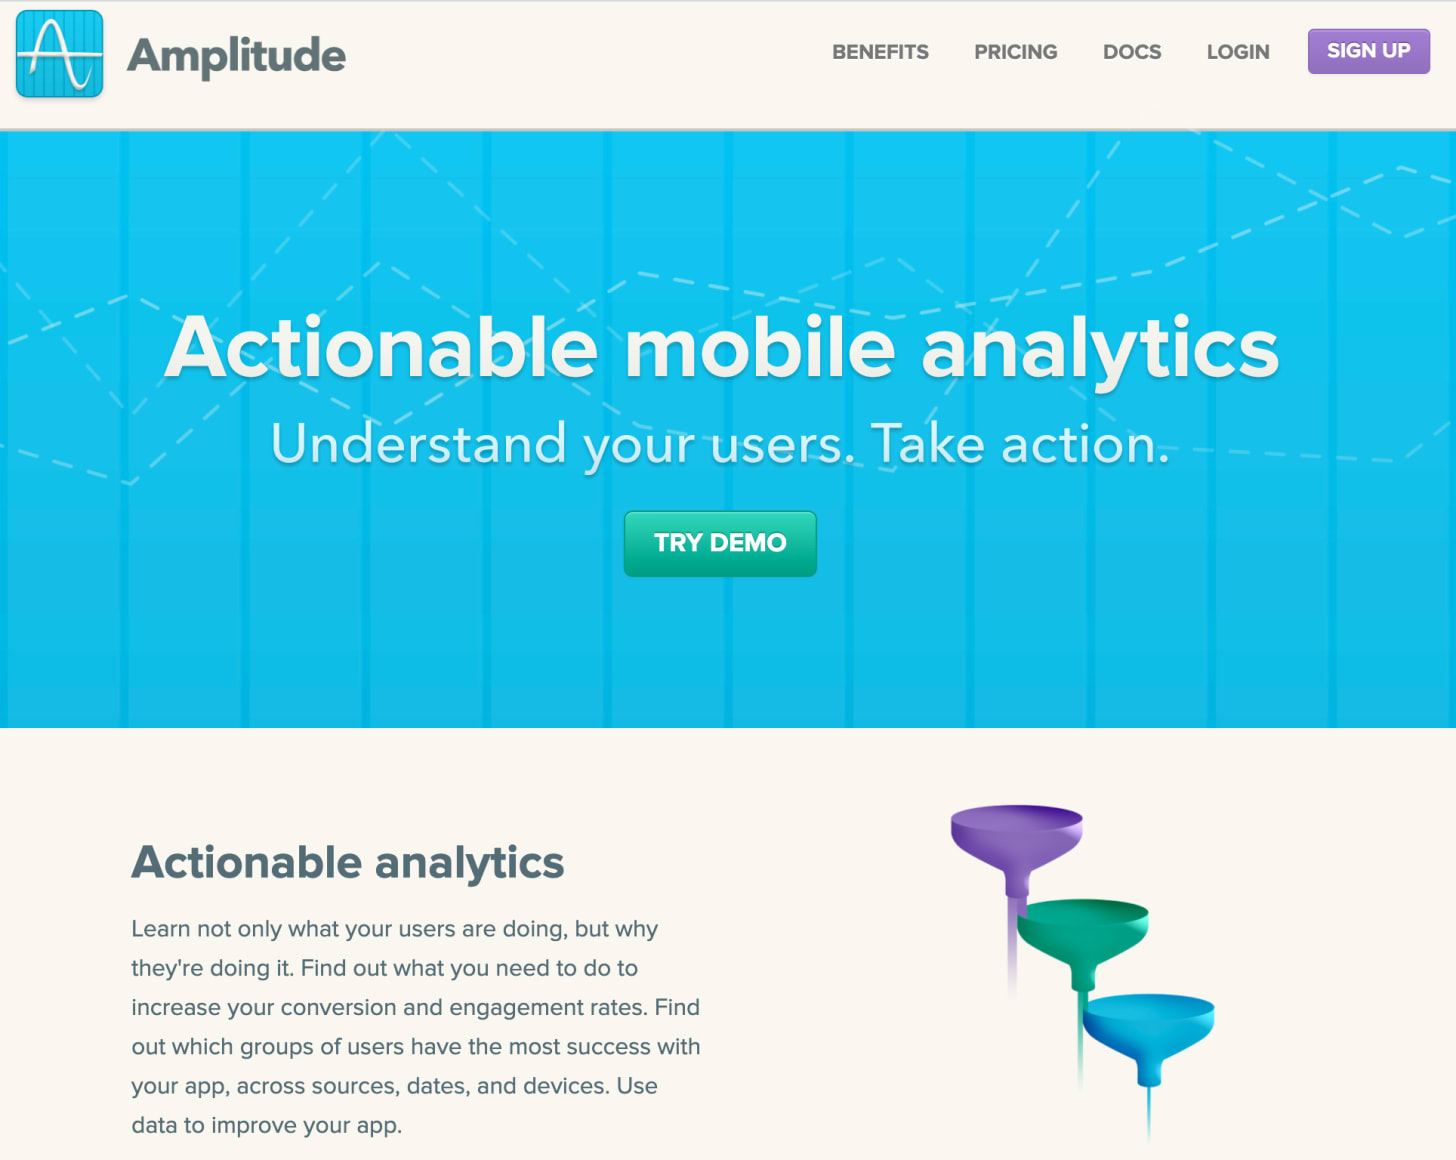 Amplitude
BENEFITS
PRICING
DOCS
LOGIN
SIGN UP
Actionable mobile analytics
Understand your users. Take action.
TRY DEMO
Actionable analytics
Learn not only what your users are doing, but why
they're doing it. Find out what you need to do to
increase your conversion and engagement rates. Find
out which groups of users have the most success with
your app, across sources, dates, and devices. Use
data to improve your app.